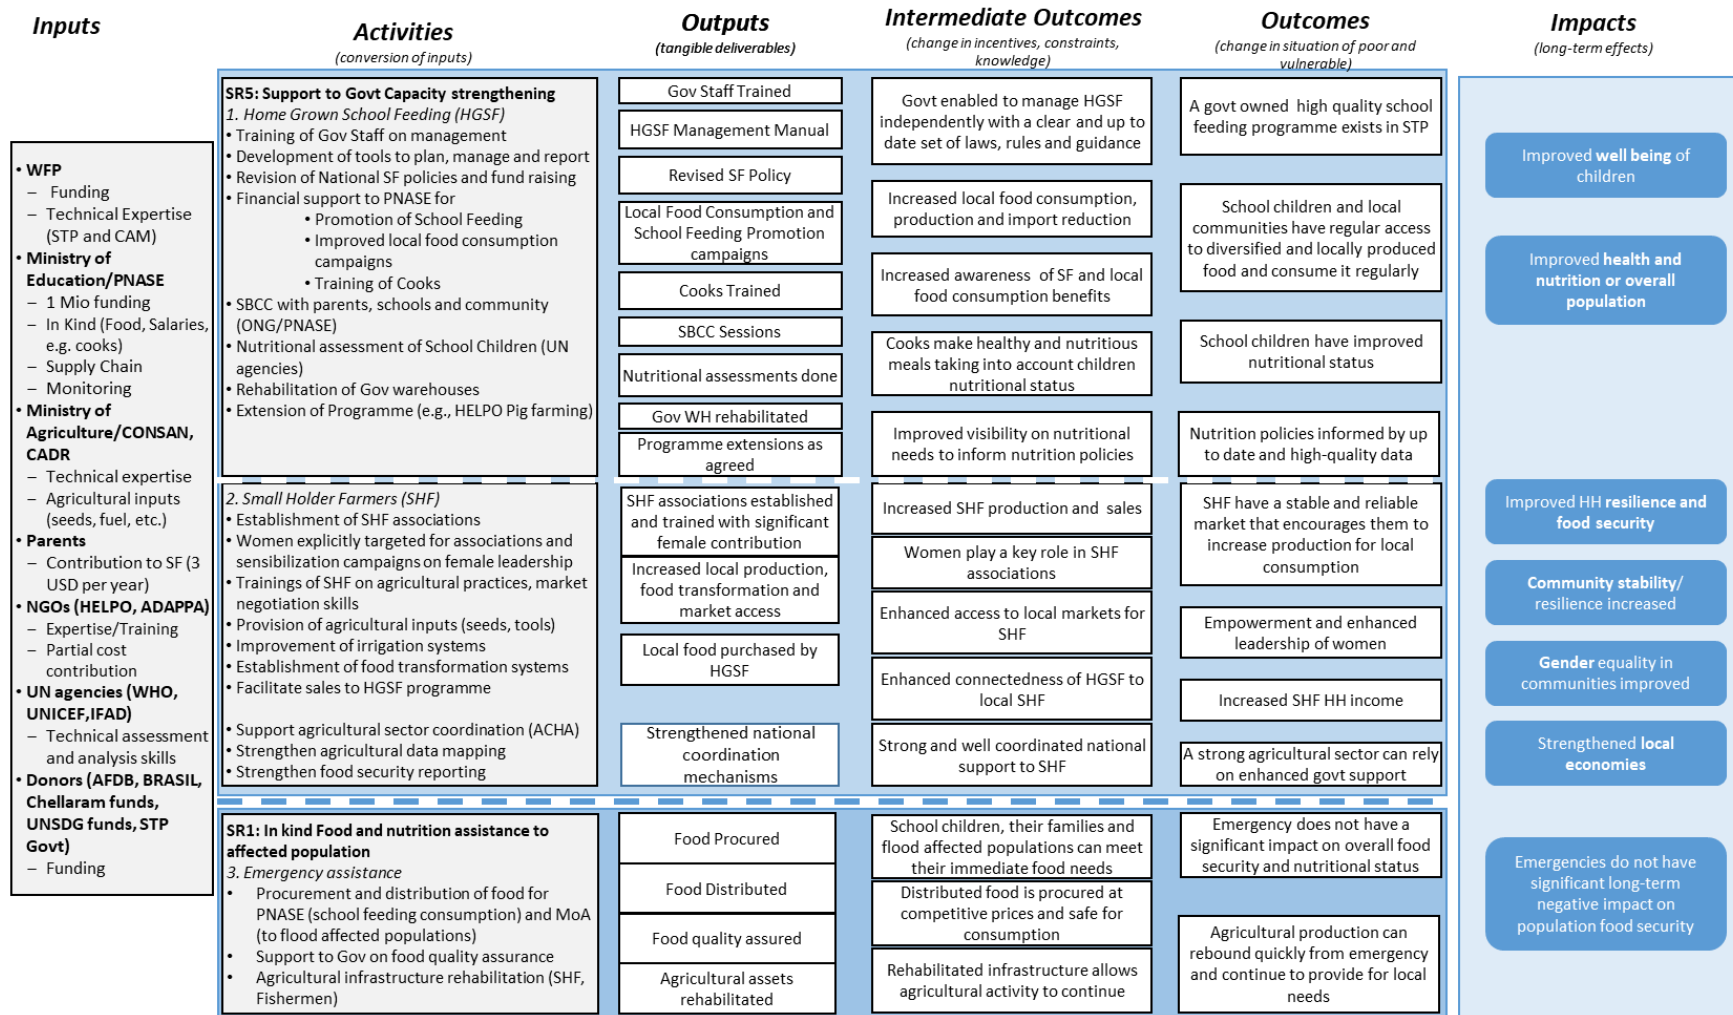 Inputs
Activities
(conversion of inputs)
Outputs
(tangible deliverables)
Intermediate Outcomes
(change in incentives, constraints,
knowledge)
Outcomes
(change in situation of poor and
vulnerable)
Impacts
(long-term effects)
• WFP
– Funding
– Technical Expertise
(STP and CAM)
• Ministry of
Education/PNASE
– 1 Mio funding
– In Kind (Food, Salaries,
e.g. cooks)
– Supply Chain
– Monitoring
• Ministry of
Agriculture/CONSAN,
CADR
– Technical expertise
– Agricultural inputs
(seeds, fuel, etc.)
• Parents
– Contribution to SF (3
USD per year)
• NGOs (HELPO, ADAPPA)
– Expertise/Training
– Partial cost
contribution
• UN agencies (WHO,
UNICEF,IFAD)
– Technical assessment
and analysis skills
• Donors (AFDB, BRASIL,
Chellaram funds,
UNSDG funds, STP
Govt)
– Funding
SR5: Support to Govt Capacity strengthening
1. Home Grown School Feeding (HGSF)
• Training of Gov Staff on management
• Development of tools to plan, manage and report
• Revision of National SF policies and fund raising
• Financial support to PNASE for
• Promotion of School Feeding
• Improved local food consumption
campaigns
• Training of Cooks
• SBCC with parents, schools and community
(ONG/PNASE)
• Nutritional assessment of School Children (UN
agencies)
• Rehabilitation of Gov warehouses
• Extension of Programme (e.g., HELPO Pig farming)
Gov Staff Trained
HGSF Management Manual
Revised SF Policy
Local Food Consumption and
School Feeding Promotion
campaigns
Cooks Trained
SBCC Sessions
Nutritional assessments done
Gov WH rehabilitated
Programme extensions as
agreed
Govt enabled to manage HGSF
independently with a clear and up to
date set of laws, rules and guidance
Increased local food consumption,
production and import reduction
Increased awareness of SF and local
food consumption benefits
Cooks make healthy and nutritious
meals taking into account children
nutritional status
Improved visibility on nutritional
needs to inform nutrition policies
A govt owned high quality school
feeding programme exists in STP
School children and local
communities have regular access
to diversified and locally produced
food and consume it regularly
School children have improved
nutritional status
Nutrition policies informed by up
to date and high-quality data
2. Small Holder Farmers (SHF)
• Establishment of SHF associations
• Women explicitly targeted for associations and
sensibilization campaigns on female leadership
• Trainings of SHF on agricultural practices, market
negotiation skills
• Provision of agricultural inputs (seeds, tools)
• Improvement of irrigation systems
• Establishment of food transformation systems
• Facilitate sales to HGSF programme
• Support agricultural sector coordination (ACHA)
• Strengthen agricultural data mapping
• Strengthen food security reporting
SHF associations established
and trained with significant
female contribution
Increased local production,
food transformation and
market access
Local food purchased by
HGSF
Strengthened national
coordination
mechanisms
Increased SHF production and sales
Women play a key role in SHF
associations
Enhanced access to local markets for
SHF
Enhanced connectedness of HGSF to
local SHF
Strong and well coordinated national
support to SHF
SHF have a stable and reliable
market that encourages them to
increase production for local
consumption
Empowerment and enhanced
leadership of women
Increased SHF HH income
A strong agricultural sector can rely
on enhanced govt support
SR1: In kind Food and nutrition assistance to
affected population
3. Emergency assistance
• Procurement and distribution of food for
PNASE (school feeding consumption) and MoA
(to flood affected populations)
• Support to Gov on food quality assurance
• Agricultural infrastructure rehabilitation (SHF,
Fishermen)
Food Procured
Food Distributed
Food quality assured
Agricultural assets
rehabilitated
School children, their families and
flood affected populations can meet
their immediate food needs
Distributed food is procured at
competitive prices and safe for
consumption
Rehabilitated infrastructure allows
agricultural activity to continue
Emergency does not have a
significant impact on overall food
security and nutritional status
Agricultural production can
rebound quickly from emergency
and continue to provide for local
needs
Improved well being of
children
Improved health and
nutrition or overall
population
Improved HH resilience and
food security
Community stability/
resilience increased
Gender equality in
communities improved
Strengthened local
economies
Emergencies do not have
significant long-term
negative impact on
population food security